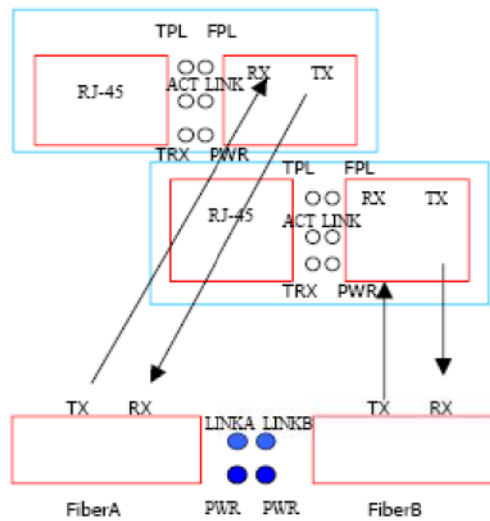 TPL FPL
RJ-45 ACT LINK RX TX
TRX PWR
TPL FPL
RJ-45 ACT LINK RX TX
TRX PWR
TX RX LINKA LINKB TX RX
FiberA PWR PWR FiberB